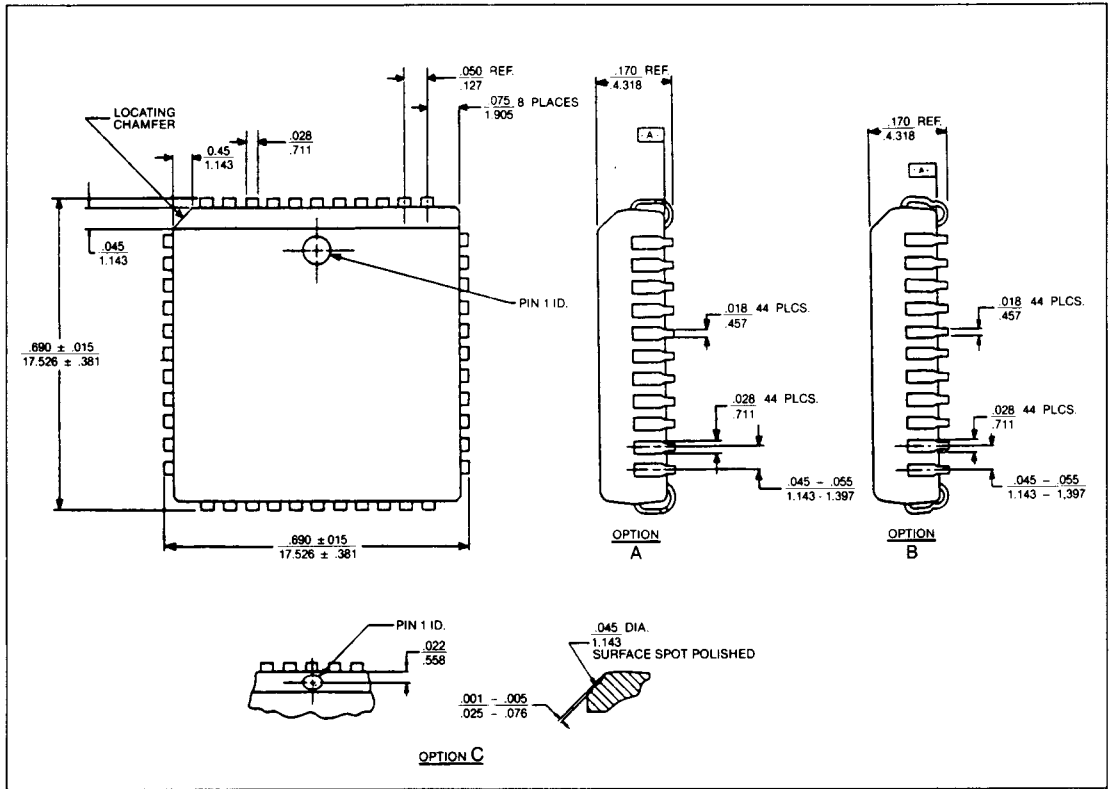 .050 REF.
.127
.075 8 PLACES
1.905
LOCATING
CHAMFER
0.45
1.143
.028
.711
.045
1.143
PIN 1 ID.
.690 ± .015
17.526 ± .381
.690 ± 015
17.526 ± .381
.170 REF.
.4.318
-A-
.018 44 PLCS.
.457
.028 44 PLCS.
.711
.045 - .055
1.143 - 1.397
OPTION
A
.170 REF.
.4.318
-A-
.018 44 PLCS.
.457
.028 44 PLCS.
.711
.045 - .055
1.143 - 1,397
OPTION
B
PIN 1 ID.
.022
.558
.045 DIA.
1.143
SURFACE SPOT POLISHED
.001 - .005
.025 - .076
OPTION C